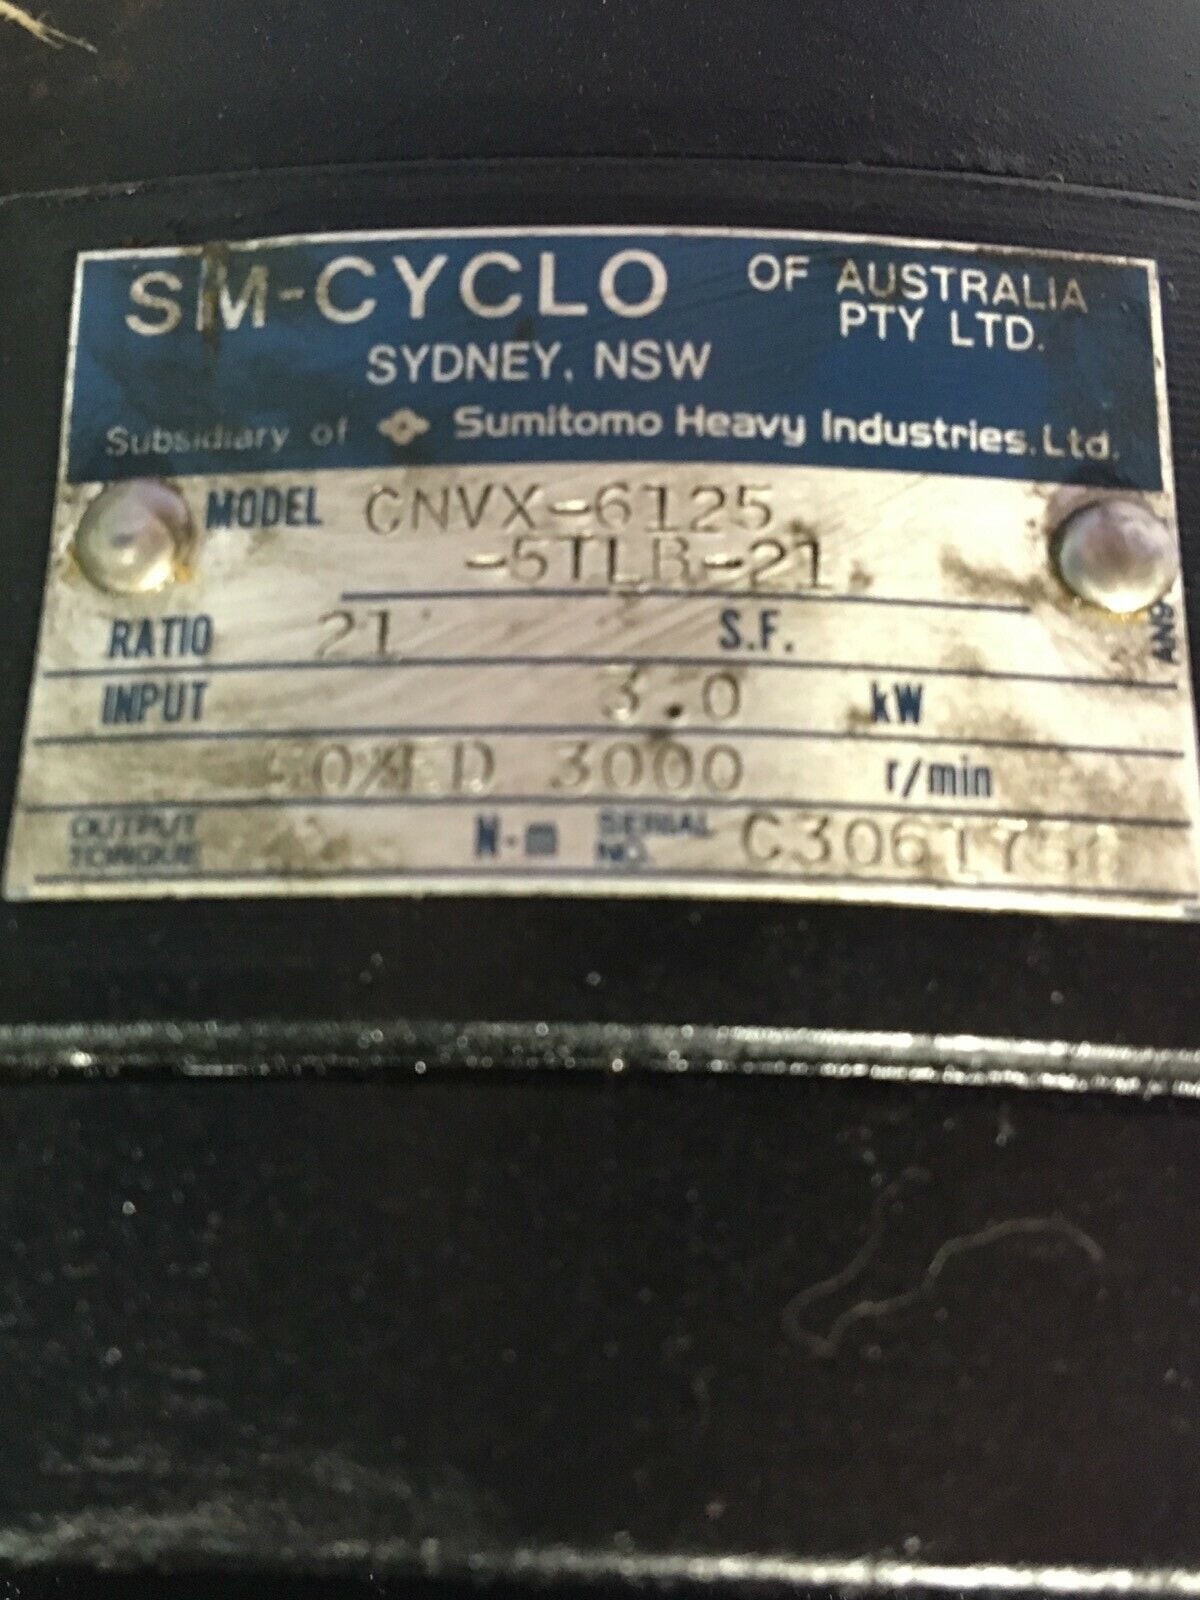 SM-CYCLO OF AUSTRALIA
PTY LTD.
SYDNEY, NSW
Subsidiary of Sumitomo Heavy Industries, Ltd.
MODEL CNVX-6125
-5TLB-21
RATIO 21 S.F.
INPUT 3.0 kW
3000 r/min
OUTPUT TORQUE N·m SERIAL NO.
AN9